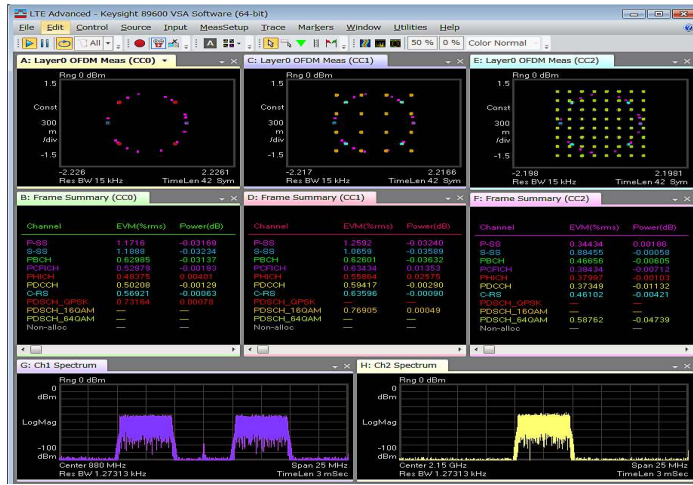 LTE Advanced - Keysight 89600 VSA Software (64-bit)
File Edit Control Source Input MeasSetup Trace Markers Window Utilities Help
All A 50 % 0 % Color Normal
A: Layer0 OFDM Meas (CC0) C: Layer0 OFDM Meas (CC1) E: Layer0 OFDM Meas (CC2)
Rng 0 dBm Rng 0 dBm Rng 0 dBm
1.5 1.5 1.5
Const Const Const
300 300 300
m m m
/div /div /div
-1.5 -1.5 -1.5
-2.226 2.2261 -2.217 2.2166 -2.198 2.1981
Res BW 15 kHz TimeLen 42 Sym Res BW 15 kHz TimeLen 42 Sym Res BW 15 kHz TimeLen 42 Sym
B: Frame Summary (CC0) D: Frame Summary (CC1) F: Frame Summary (CC2)
Channel EVM(%rms) Power(dB) Channel EVM(%rms) Power(dB) Channel EVM(%rms) Power(dB)
P-SS 1.1716 -0.03169 P-SS 1.2592 -0.03240 P-SS 0.34434 0.00186
S-SS 1.1889 -0.03234 S-SS 1.0659 -0.03589 S-SS 0.88455 -0.00058
PBCH 0.62985 -0.03137 PBCH 0.62601 -0.03632 PBCH 0.46656 -0.00605
PCFICH 0.52978 -0.00193 PCFICH 0.63434 0.01353 PCFICH 0.38434 -0.00712
PHICH 0.48375 0.00401 PHICH 0.55864 0.02575 PHICH 0.37997 -0.00103
PDCCH 0.50208 -0.00129 PDCCH 0.59417 -0.00290 PDCCH 0.37349 -0.01132
C-RS 0.56921 -0.00063 C-RS 0.63596 -0.00090 C-RS 0.46102 -0.00421
PDSCH_QPSK 0.73164 0.00078 PDSCH_QPSK — — PDSCH_QPSK — —
PDSCH_16QAM — — PDSCH_16QAM 0.76905 0.00049 PDSCH_16QAM — —
PDSCH_64QAM — — PDSCH_64QAM — — PDSCH_64QAM 0.58762 -0.04739
Non-alloc — — Non-alloc — — Non-alloc — —
G: Ch1 Spectrum H: Ch2 Spectrum
Rng 0 dBm Rng 0 dBm
0 0
dBm dBm
LogMag LogMag
-100 -100
dBm dBm
Center 880 MHz Span 25 MHz Center 2.15 GHz Span 25 MHz
Res BW 1.27313 kHz TimeLen 3 mSec Res BW 1.27313 kHz TimeLen 3 mSec